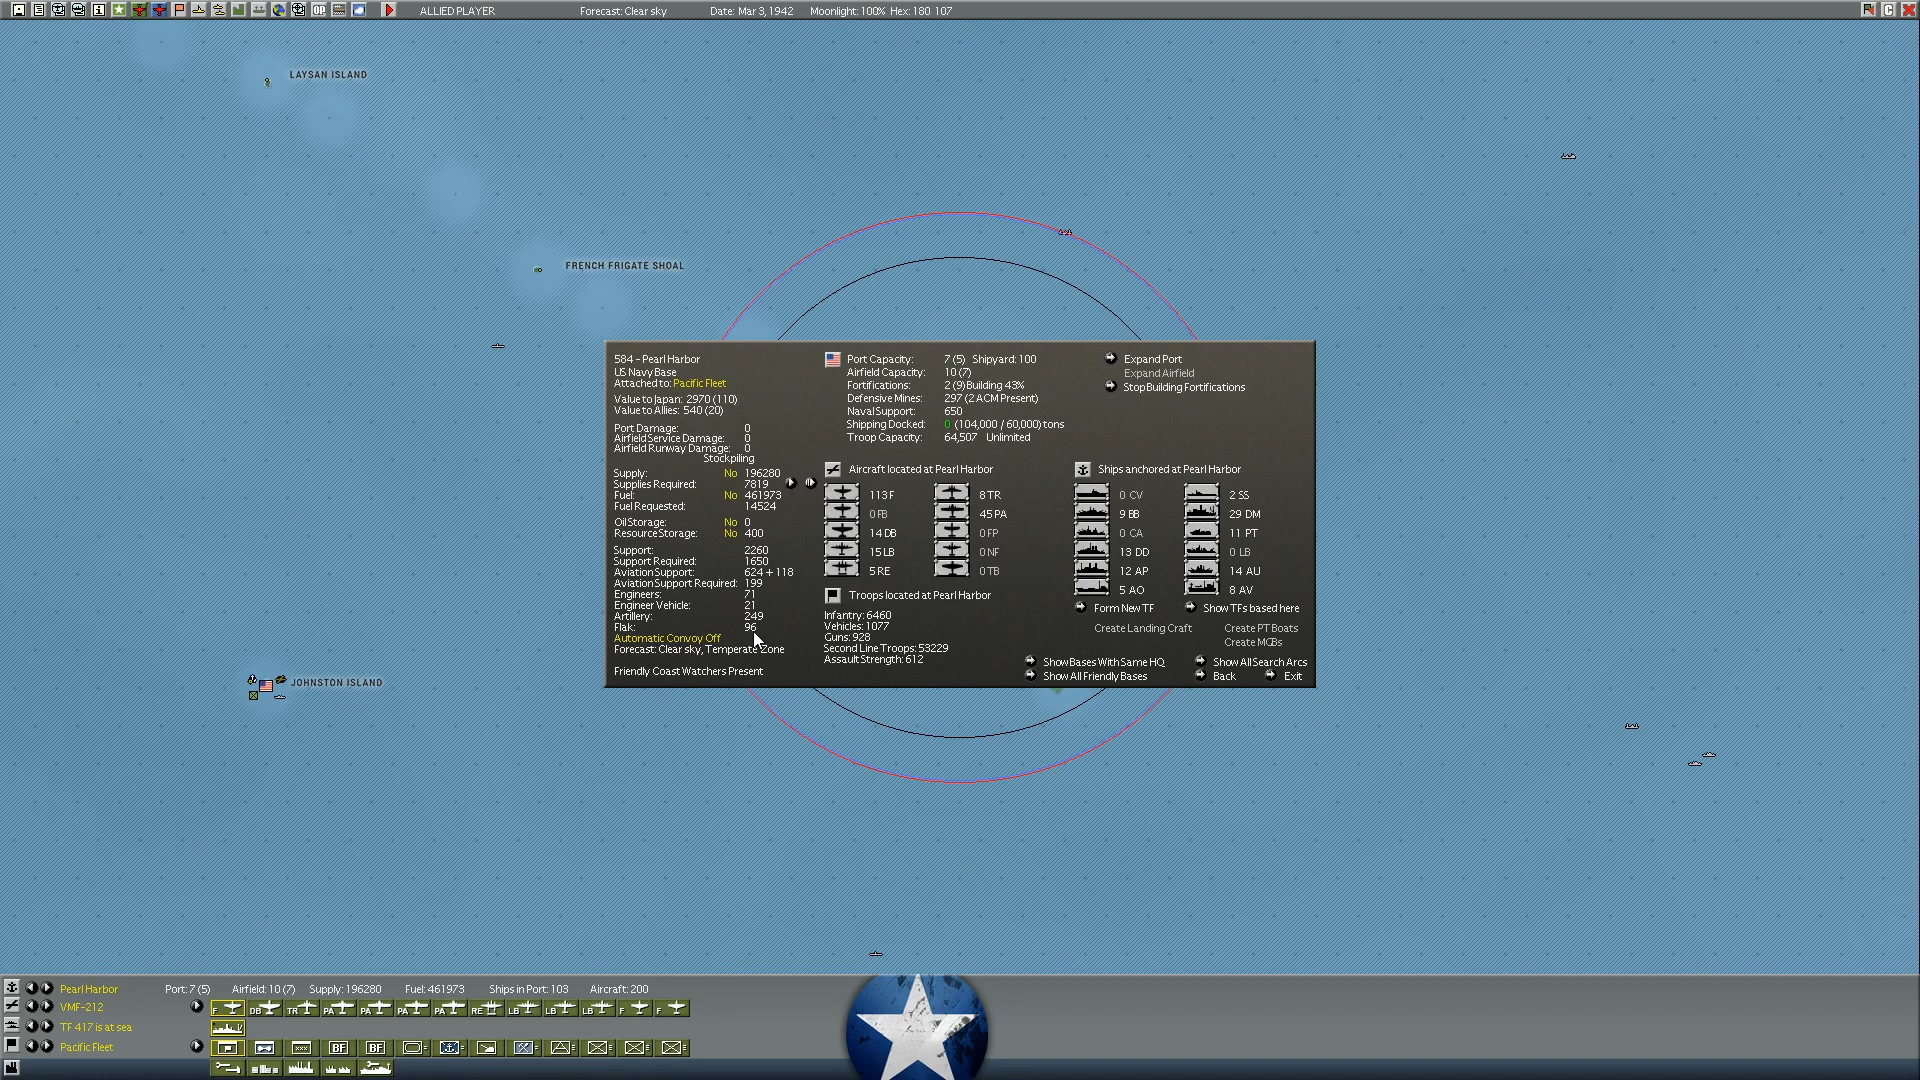 OP
ALLIED PLAYER
Forecast: Clear sky
Date: Mar 3, 1942
Moonlight: 100% Hex: 180 107
C
LAYSAN ISLAND
FRENCH FRIGATE SHOAL
JOHNSTON ISLAND
584 - Pearl Harbor
US Navy Base
Attached to: Pacific Fleet
Value to Japan: 2970 (110)
Value to Allies: 540 (20)
Port Damage: 0
Airfield Service Damage: 0
Airfield Runway Damage: 0
Stockpiling
Supply: No 196280
Supplies Required: 7819
Fuel: No 461973
Fuel Requested: 14524
Oil Storage: No 0
Resource Storage: No 400
Support: 2260
Support Required: 1650
Aviation Support: 624 + 118
Aviation Support Required: 199
Engineers: 71
Engineer Vehicle: 21
Artillery: 249
Flak: 96
Automatic Convoy Off
Forecast: Clear sky, Temperate Zone
Friendly Coast Watchers Present
Port Capacity: 7 (5) Shipyard: 100
Airfield Capacity: 10 (7)
Fortifications: 2 (9) Building 43%
Defensive Mines: 297 (2 ACM Present)
Naval Support: 650
Shipping Docked: 0 (104,000 / 60,000) tons
Troop Capacity: 64,507 Unlimited
Aircraft located at Pearl Harbor
113 F 8 TR
0 FB 45 PA
14 DB 0 FP
15 LB 0 NF
5 RE 0 TB
Troops located at Pearl Harbor
Infantry: 6460
Vehicles: 1077
Guns: 928
Second Line Troops: 53229
Assault Strength: 612
Expand Port
Expand Airfield
Stop Building Fortifications
Ships anchored at Pearl Harbor
0 CV 2 SS
9 BB 29 DM
0 CA 11 PT
13 DD 0 LB
12 AP 14 AU
5 AO 8 AV
Form New TF Show TFs based here
Create Landing Craft Create PT Boats
Create MGBs
Show Bases With Same HQ Show All Search Arcs
Show All Friendly Bases Back Exit
Pearl Harbor Port: 7 (5) Airfield: 10 (7) Supply: 196280 Fuel: 461973 Ships in Port: 103 Aircraft: 200
VMF-212 F DB TR PA PA PA PA RE LB LB LB F F
TF 417 is at sea
Pacific Fleet BF BF